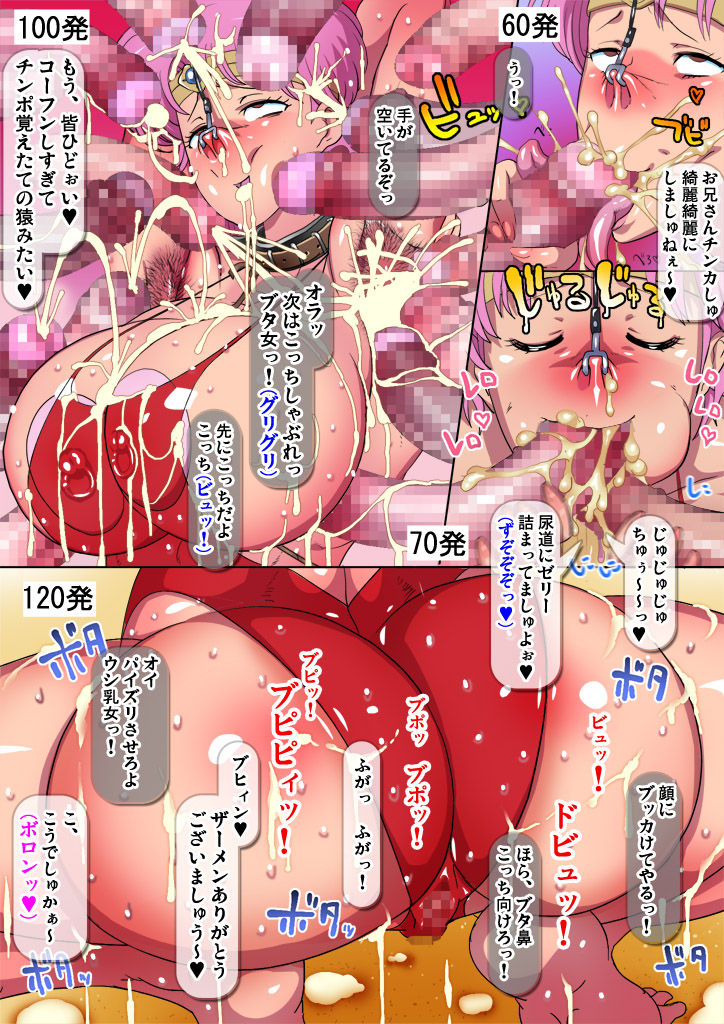 60発
うっ！
ブビ
お兄さんチンカしゅ
綺麗綺麗に
しましゅねぇ～
べろ
100発
ビュッ
手が
空いてるぞっ
もう、皆ひどぉい♥
コーフンしすぎて
チンポ覚えたての猿みたい♥
オラッ
次はこっちしゃぶれっ
ブタ女っ！(グリグリ)
先にこっちだよ
こっち(ビュッ！)
じゅるじゅる
レロレロ♡
レロレロ♡
70発
じゅじゅじゅ
ちゅぅ～～っ♥
尿道にゼリー
詰まってましゅよぉ♥
(ずぞぞぞっ♥)
120発
ボタ
ボタ
ビュッ！
ドビュッ！
顔に
ブッカけてやるっ！
ほら、ブタ鼻
こっち向けろっ！
ブポッ
ブポッ！
ブピッ！
ブピピィッ！
ふがっ　ふがっ！
ブヒィン♥
ザーメンありがとう
ございましゅう～♥
オイ
パイズリさせろよ
ウシ乳女っ！
こ、
こうでしゅかぁ～
(ボロンッ♥)
ボタッ
ボタ
ボタ